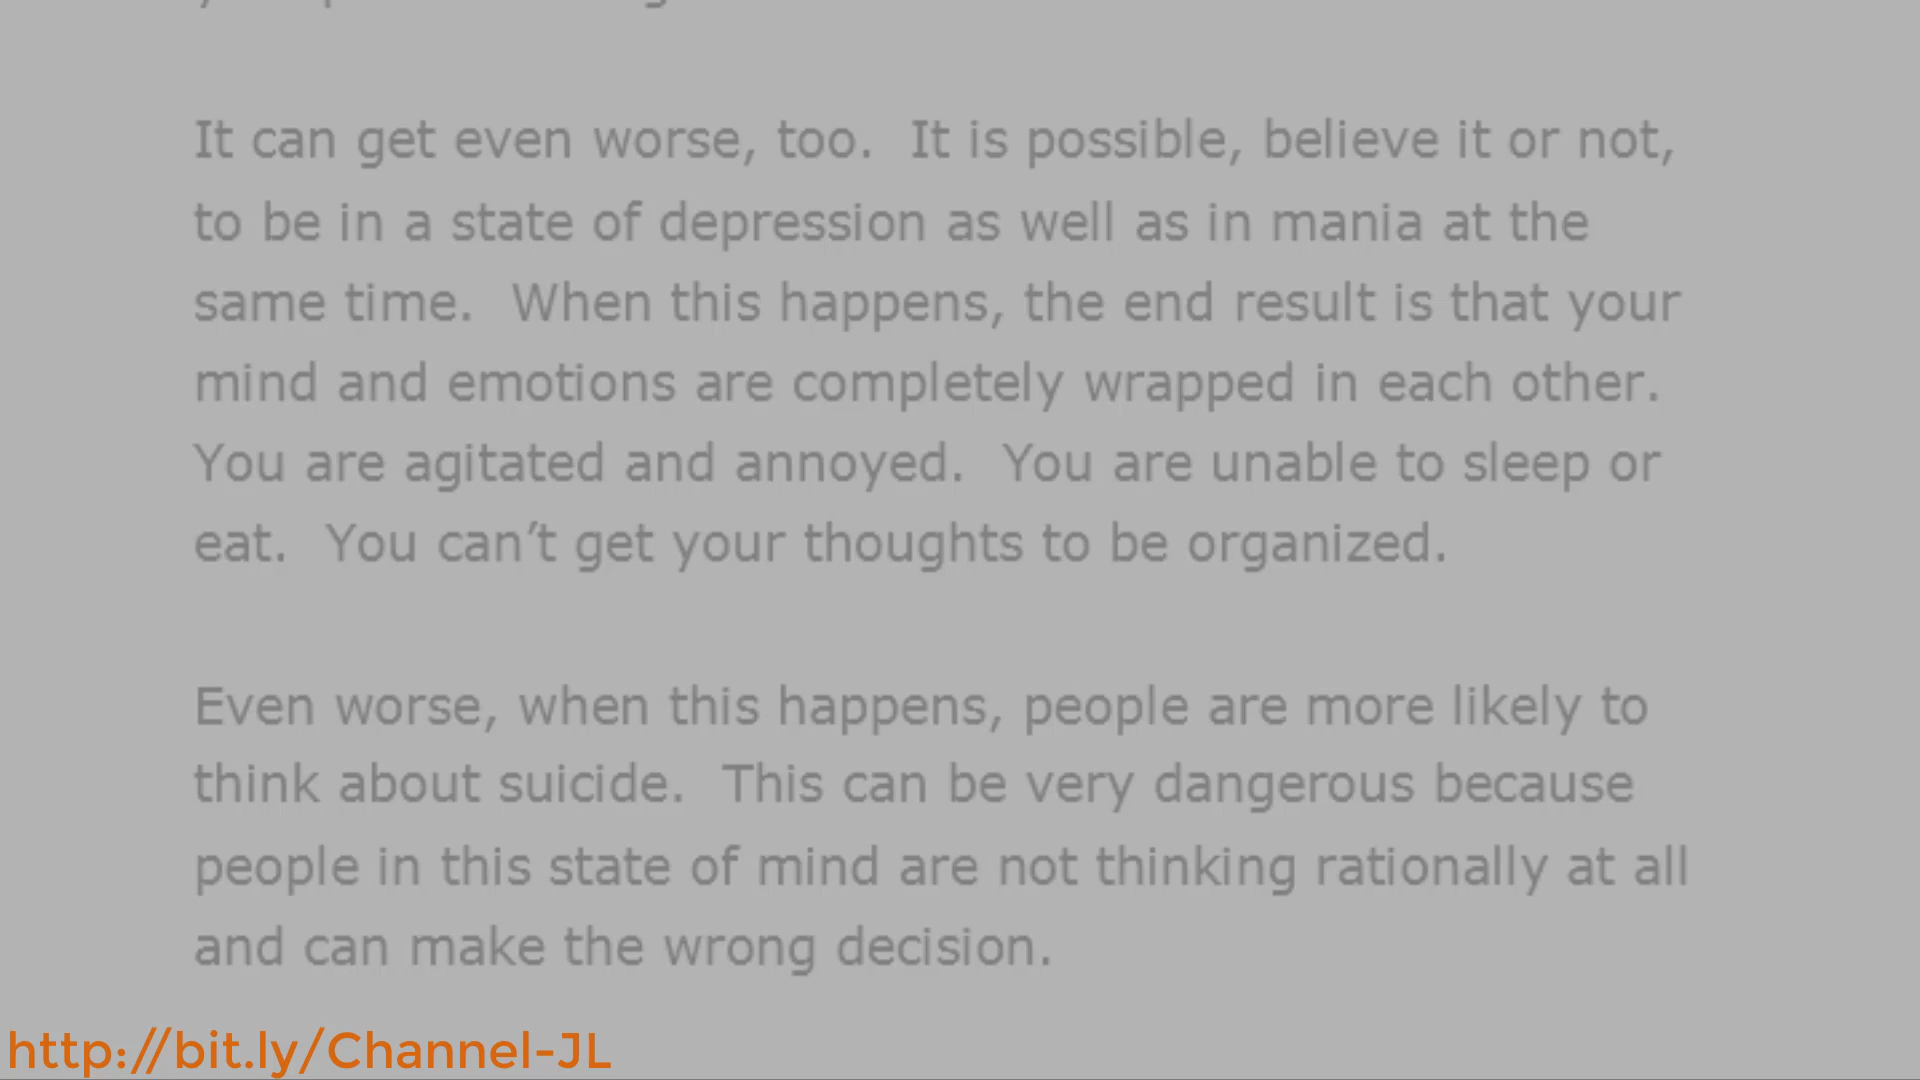 It can get even worse, too.  It is possible, believe it or not,
to be in a state of depression as well as in mania at the
same time.  When this happens, the end result is that your
mind and emotions are completely wrapped in each other.
You are agitated and annoyed.  You are unable to sleep or
eat.  You can’t get your thoughts to be organized.
Even worse, when this happens, people are more likely to
think about suicide.  This can be very dangerous because
people in this state of mind are not thinking rationally at all
and can make the wrong decision.
http://bit.ly/Channel-JL